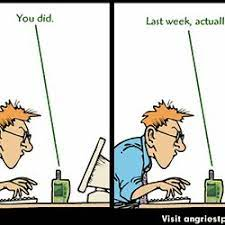 You did.
Last week, actuall
Visit angriestp